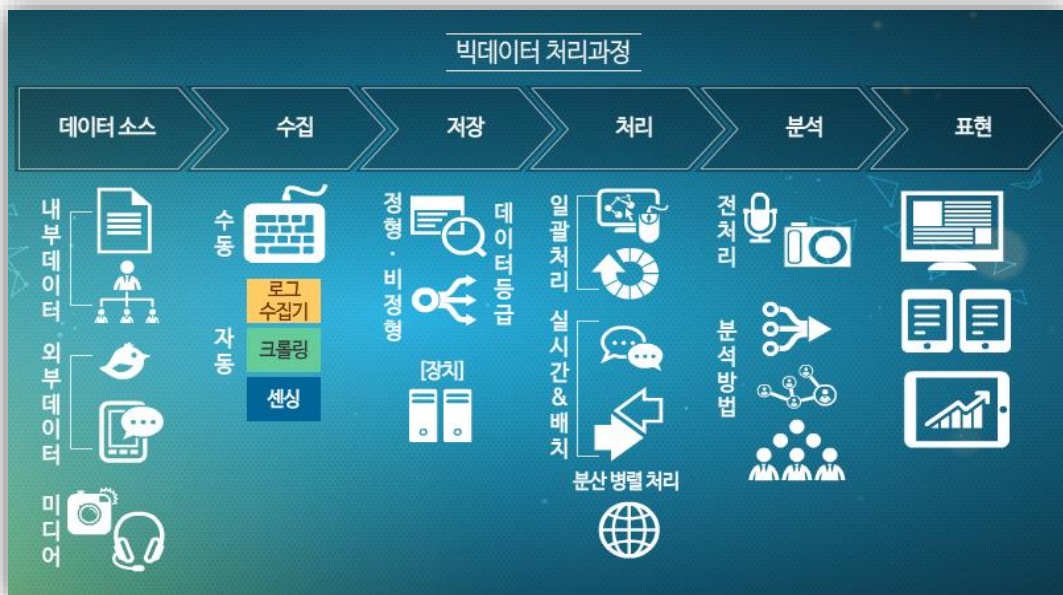 빅데이터 처리과정
데이터 소스
수집
저장
처리
분석
표현
내부데이터
외부데이터
미디어
수동
자동
로그
수집기
크롤링
센싱
정형·비정형
데이터등급
[장치]
일괄처리
실시간&배치
분산 병렬 처리
전처리
분석방법